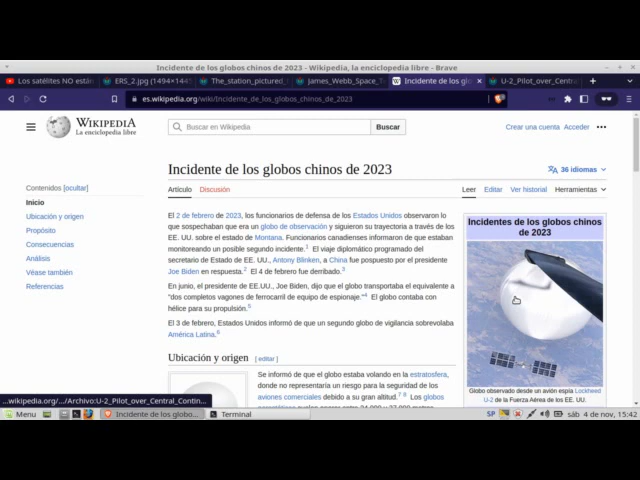 Incidente de los globos chinos de 2023 - Wikipedia, la enciclopedia libre - Brave
Los satélites NO están
ERS_2.jpg (1494×144
The_station_pictured_
James_Webb_Space_T
Incidente de los glo
U-2_Pilot_over_Central
es.wikipedia.org/wiki/Incidente_de_los_globos_chinos_de_2023
WIKIPEDIA
La enciclopedia libre
Buscar en Wikipedia
Buscar
Crear una cuenta Acceder
Incidente de los globos chinos de 2023
36 idiomas
Contenidos [ocultar]
Inicio
Ubicación y origen
Propósito
Consecuencias
Análisis
Véase también
Referencias
Artículo Discusión
Leer Editar Ver historial Herramientas
El 2 de febrero de 2023, los funcionarios de defensa de los Estados Unidos observaron lo
que sospechaban que era un globo de observación y siguieron su trayectoria a través de los
EE. UU. sobre el estado de Montana. Funcionarios canadienses informaron de que estaban
monitoreando un posible segundo incidente.1 El viaje diplomático programado del
secretario de Estado de EE. UU., Antony Blinken, a China fue pospuesto por el presidente
Joe Biden en respuesta.2 El 4 de febrero fue derribado.3
En junio, el presidente de EE.UU., Joe Biden, dijo que el globo transportaba el equivalente a
"dos completos vagones de ferrocarril de equipo de espionaje."4 El globo contaba con
hélice para su propulsión.5
El 3 de febrero, Estados Unidos informó de que un segundo globo de vigilancia sobrevolaba
América Latina.6
Ubicación y origen [ editar ]
Se informó de que el globo estaba volando en la estratosfera,
donde no representaría un riesgo para la seguridad de los
aviones comerciales debido a su gran altitud.7 8 Los globos
Incidentes de los globos chinos
de 2023
Globo observado desde un avión espía Lockheed
U-2 de la Fuerza Aérea de los EE. UU.
...wikipedia.org/.../Archivo:U-2_Pilot_over_Central_Contin...
Menu
Incidente de los globo...
Terminal
SP
sáb 4 de nov, 15:42